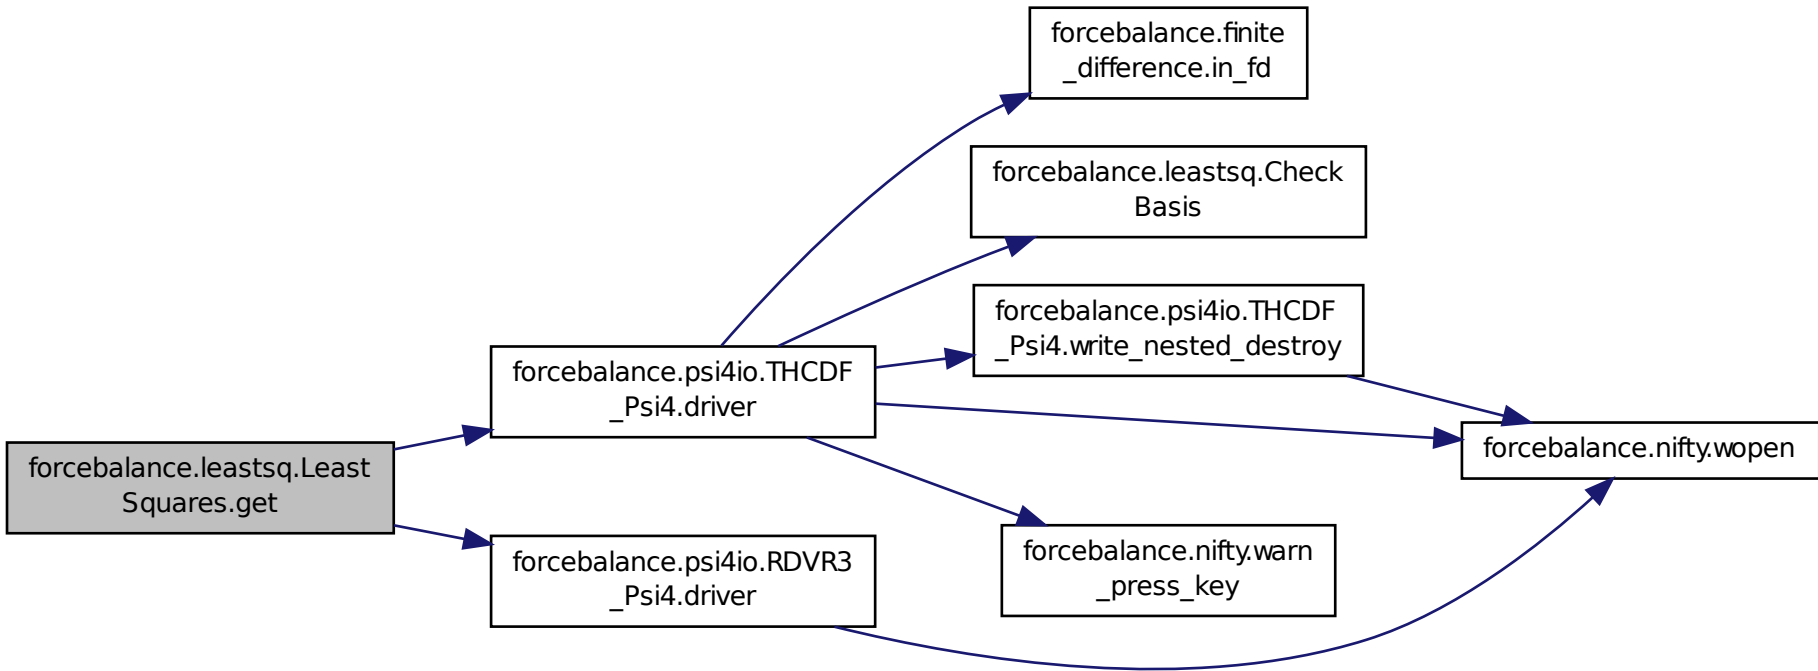 forcebalance.finite
_difference.in_fd
forcebalance.leastsq.Check
Basis
forcebalance.psi4io.THCDF
_Psi4.write_nested_destroy
forcebalance.psi4io.THCDF
_Psi4.driver
forcebalance.nifty.wopen
forcebalance.leastsq.Least
Squares.get
forcebalance.psi4io.RDVR3
_Psi4.driver
forcebalance.nifty.warn
_press_key